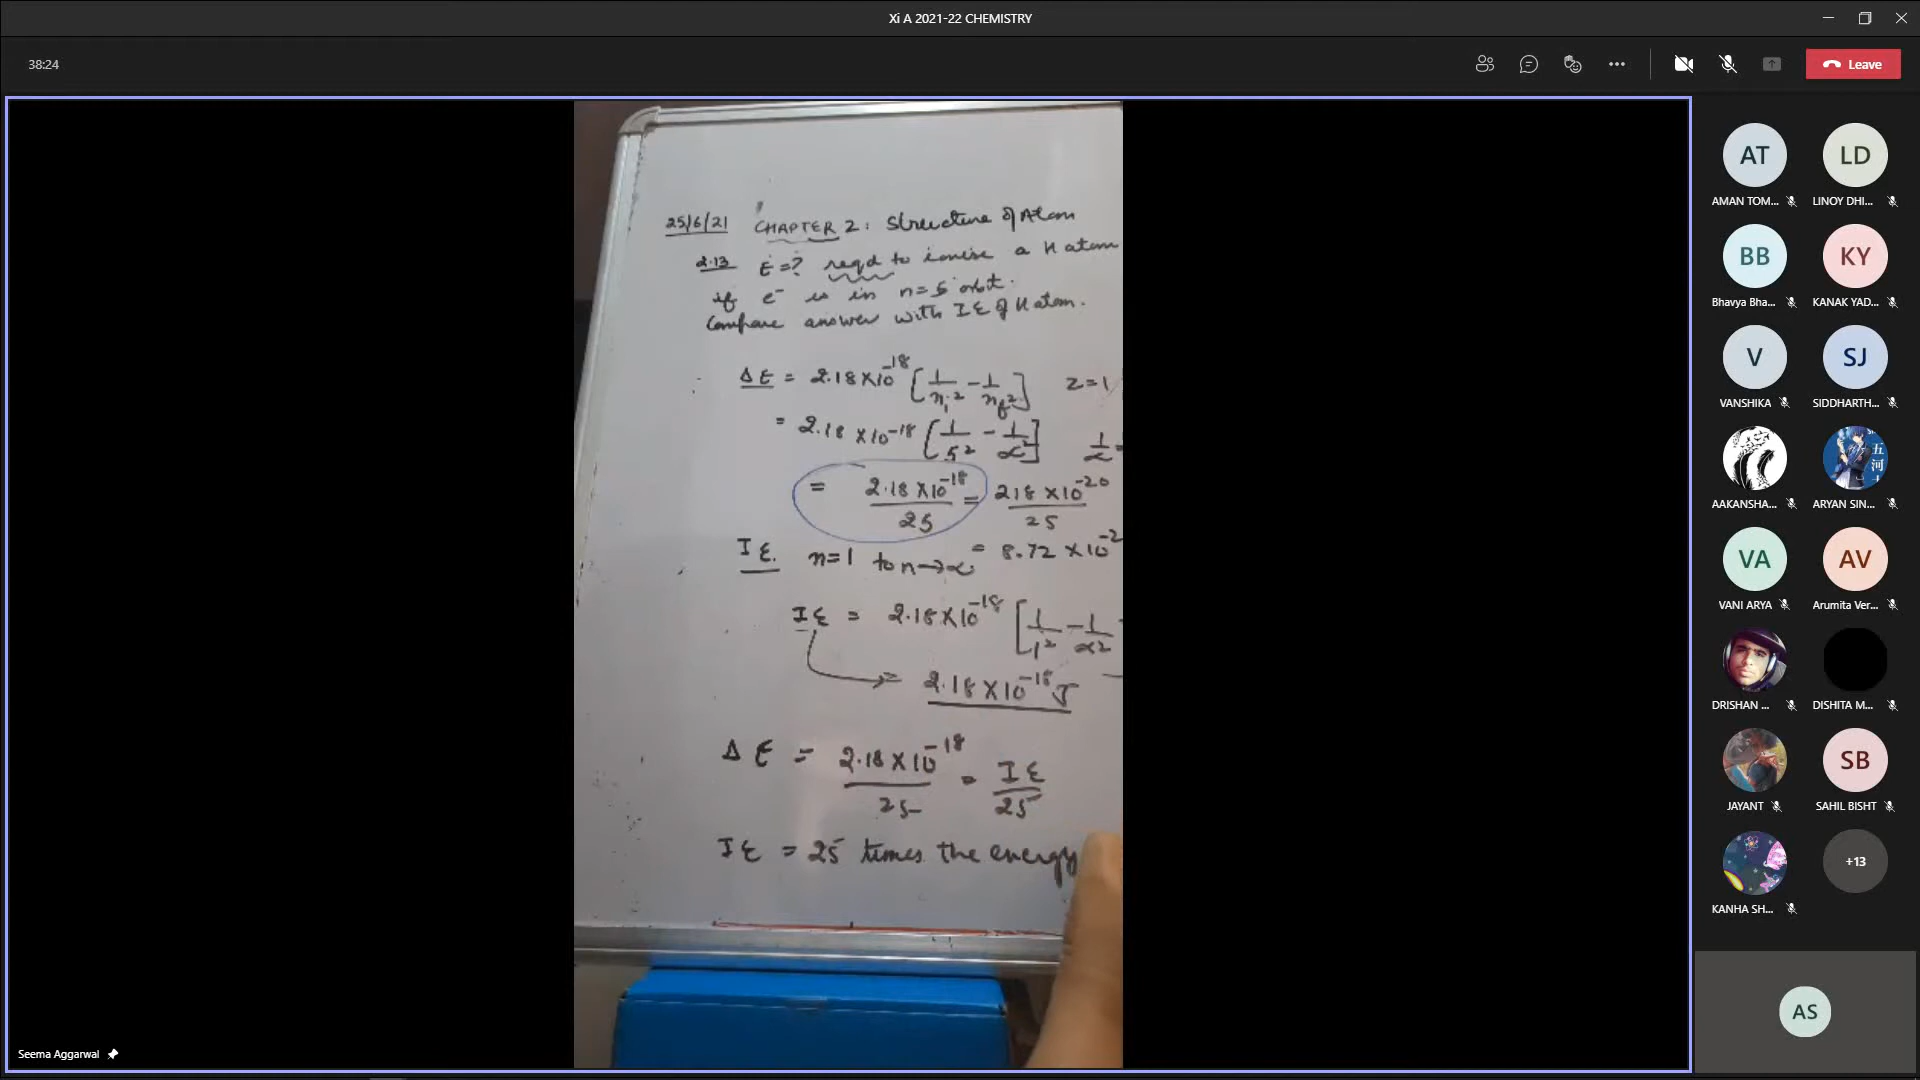 Xi A 2021-22 CHEMISTRY
38:24
Leave
25/6/21 CHAPTER 2: Structure of Atom
2.13 E=? reqd to ionise a H atom
if e⁻ is in n=5 orbit.
Compare answer with IE of H atom.
ΔE = 2.18×10⁻¹⁸ [1/nᵢ² - 1/n_f²] Z=1
= 2.18×10⁻¹⁸ [1/5² - 1/∞²] 1/∞ =
= 2.18×10⁻¹⁸/25 = 218×10⁻²⁰/25
IE. n=1 to n→∞ = 8.72×10⁻²
IE = 2.18×10⁻¹⁸ [1/1² - 1/∞²
= 2.18×10⁻¹⁸ J
ΔE = 2.18×10⁻¹⁸/25 = IE/25
IE = 25 times the energy
Seema Aggarwal
AT
AMAN TOM...
LD
LINOY DHI...
BB
Bhavya Bha...
KY
KANAK YAD...
V
VANSHIKA
SJ
SIDDHARTH...
AAKANSHA...
五
河
ARYAN SIN...
VA
VANI ARYA
AV
Arumita Ver...
DRISHAN ...
DISHITA M...
JAYANT
SB
SAHIL BISHT
KANHA SH...
+13
AS